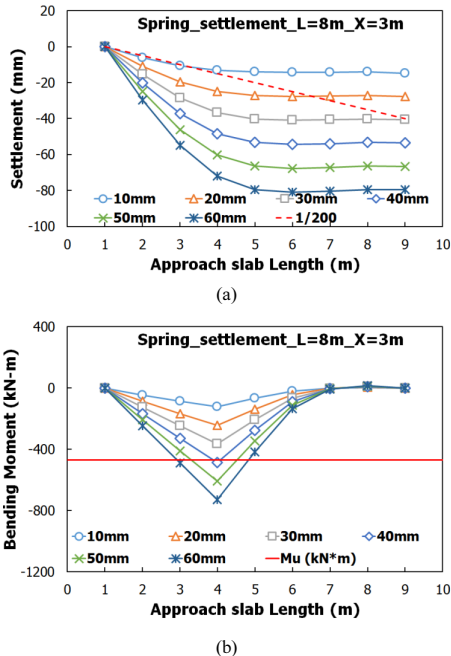 Spring_settlement_L=8m_X=3m
20
0
-20
-40
-60
-80
-100
Settlement (mm)
10mm 20mm 30mm 40mm
50mm 60mm 1/200
0 1 2 3 4 5 6 7 8 9 10
Approach slab Length (m)
(a)
Spring_settlement_L=8m_X=3m
400
0
-400
-800
-1200
Bending Moment (kN-m)
10mm 20mm 30mm 40mm
50mm 60mm Mu (kN*m)
0 1 2 3 4 5 6 7 8 9 10
Approach slab Length (m)
(b)